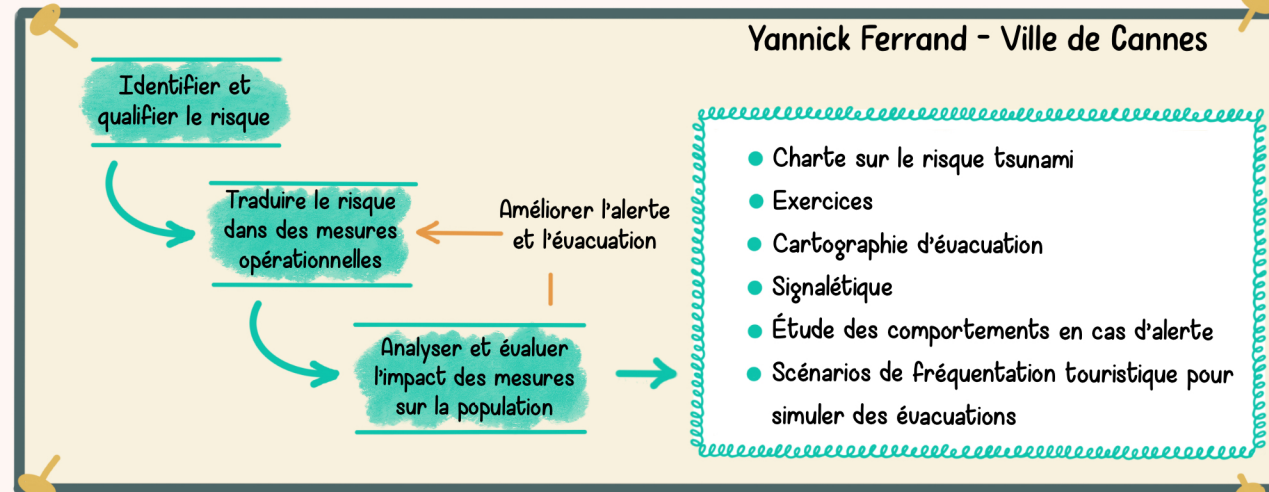 Yannick Ferrand - Ville de Cannes
Identifier et
qualifier le risque
Traduire le risque
dans des mesures
opérationnelles
Améliorer l'alerte
et l'évacuation
Analyser et évaluer
l'impact des mesures
sur la population
Charte sur le risque tsunami
Exercices
Cartographie d'évacuation
Signalétique
Étude des comportements en cas d'alerte
Scénarios de fréquentation touristique pour
simuler des évacuations